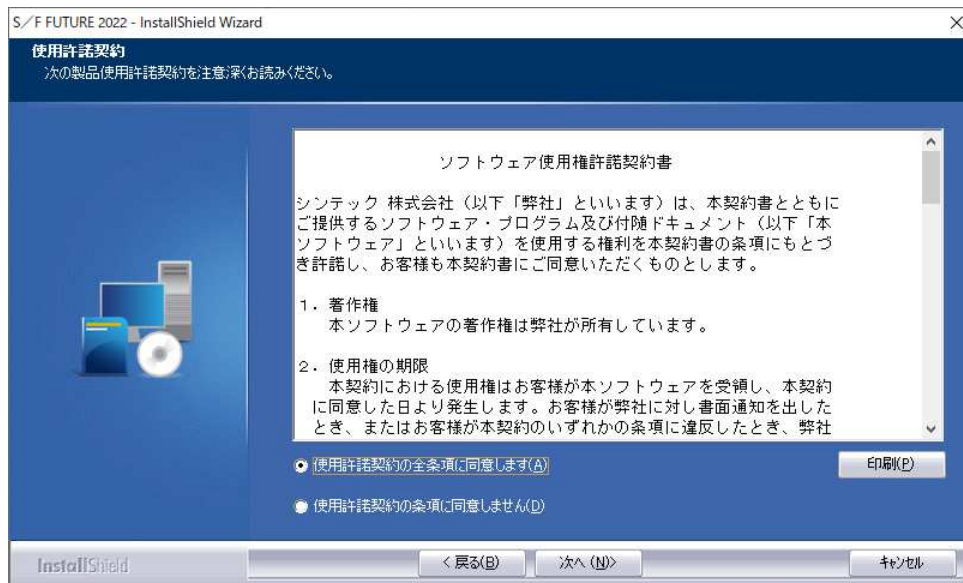 S/F FUTURE 2022 - InstallShield Wizard
使用許諾契約
次の製品使用許諾契約を注意深くお読みください。
ソフトウェア使用権許諾契約書
シンテック 株式会社（以下「弊社」といいます）は、本契約書とともに
ご提供するソフトウェア・プログラム及び付随ドキュメント（以下「本
ソフトウェア」といいます）を使用する権利を本契約書の条項にもとづ
き許諾し、お客様も本契約書にご同意いただくものとします。
１．著作権
本ソフトウェアの著作権は弊社が所有しています。
２．使用権の期限
本契約における使用権はお客様が本ソフトウェアを受領し、本契約
に同意した日より発生します。お客様が弊社に対し書面通知を出した
とき、またはお客様が本契約のいずれかの条項に違反したとき、弊社
使用許諾契約の全条項に同意します(A)
印刷(P)
使用許諾契約の条項に同意しません(D)
InstallShield
< 戻る(B)
次へ (N)>
キャンセル